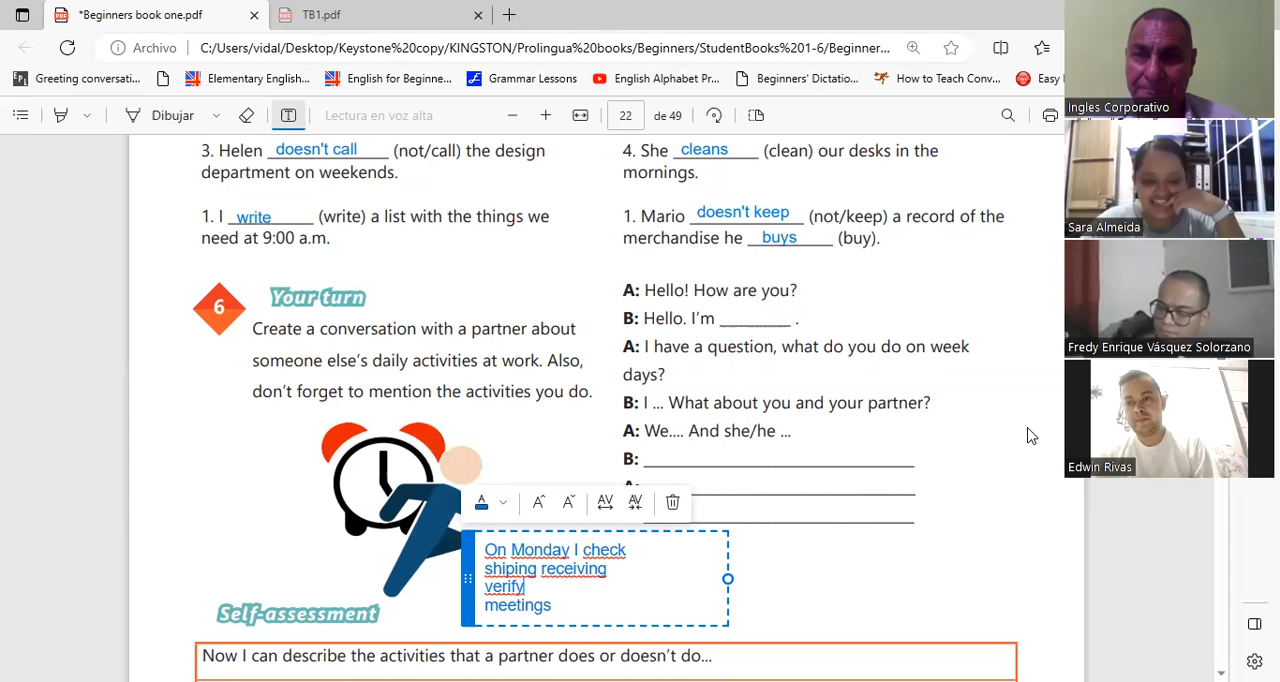 *Beginners book one.pdf
TB1.pdf
Archivo
C:/Users/vidal/Desktop/Keystone%20copy/KINGSTON/Prolingua%20books/Beginners/StudentBooks%201-6/Beginner...
Greeting conversati...
Elementary English...
English for Beginne...
Grammar Lessons
English Alphabet Pr...
Beginners' Dictatio...
How to Teach Conv...
Easy
Dibujar
Lectura en voz alta
22
de 49
3. Helen doesn't call (not/call) the design
department on weekends.
1. I write (write) a list with the things we
need at 9:00 a.m.
4. She cleans (clean) our desks in the
mornings.
1. Mario doesn't keep (not/keep) a record of the
merchandise he buys (buy).
6
Your turn
Create a conversation with a partner about
someone else's daily activities at work. Also,
don't forget to mention the activities you do.
A: Hello! How are you?
B: Hello. I'm ________ .
A: I have a question, what do you do on week
days?
B: I ... What about you and your partner?
A: We.... And she/he ...
B: ______________________________
On Monday I check
shiping receiving
verify
meetings
Self-assessment
Now I can describe the activities that a partner does or doesn't do...
Ingles Corporativo
Sara Almeida
Fredy Enrique Vásquez Solorzano
Edwin Rivas